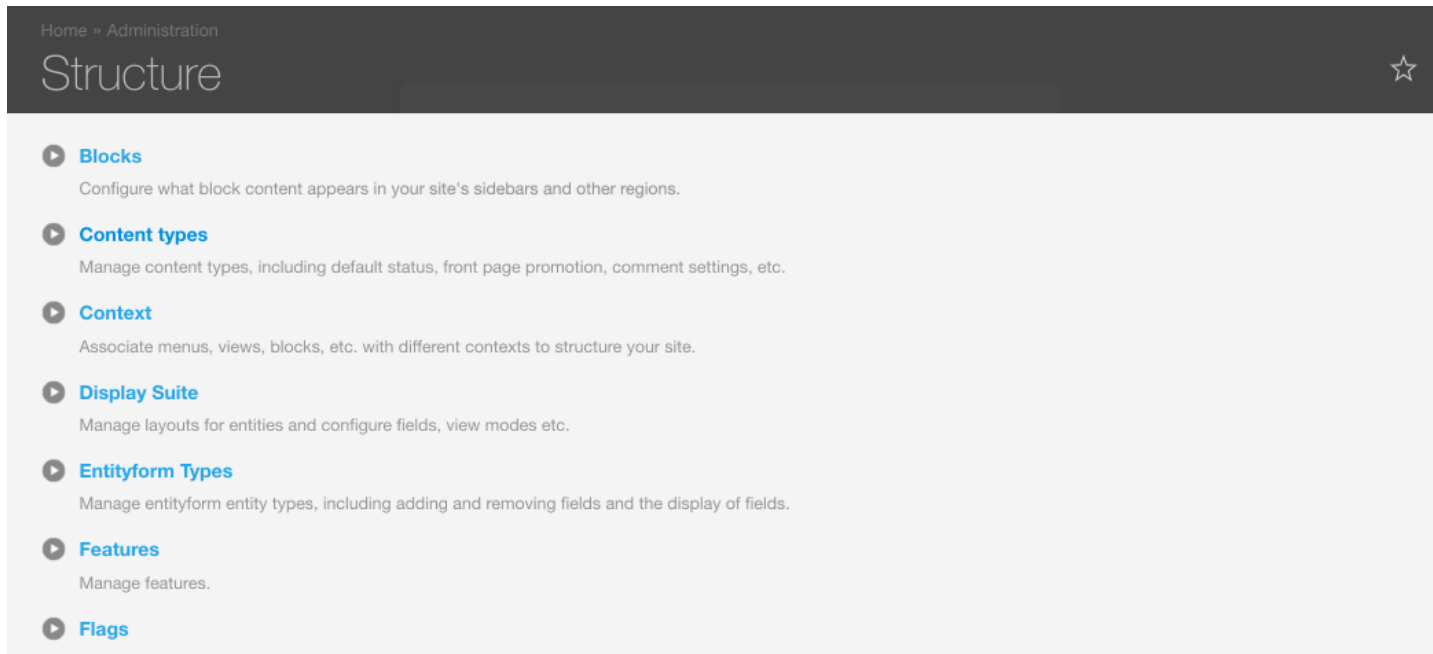 Home » Administration
Structure
Blocks
Configure what block content appears in your site's sidebars and other regions.
Content types
Manage content types, including default status, front page promotion, comment settings, etc.
Context
Associate menus, views, blocks, etc. with different contexts to structure your site.
Display Suite
Manage layouts for entities and configure fields, view modes etc.
Entityform Types
Manage entityform entity types, including adding and removing fields and the display of fields.
Features
Manage features.
Flags